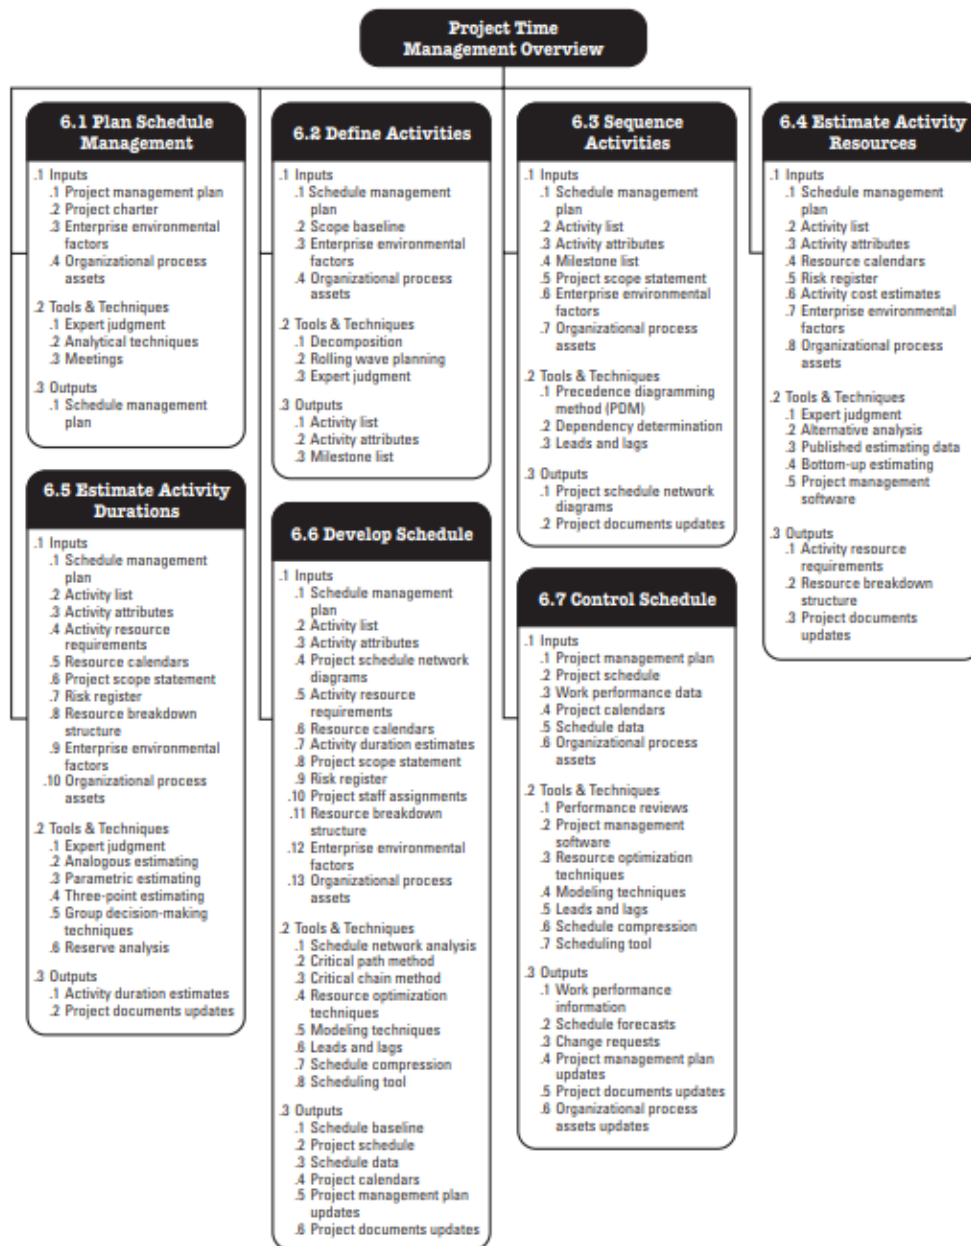 Project Time
Management Overview
6.1 Plan Schedule
Management
.1 Inputs
.1 Project management plan
.2 Project charter
.3 Enterprise environmental
factors
.4 Organizational process
assets
.2 Tools & Techniques
.1 Expert judgment
.2 Analytical techniques
.3 Meetings
.3 Outputs
.1 Schedule management
plan
6.2 Define Activities
.1 Inputs
.1 Schedule management
plan
.2 Scope baseline
.3 Enterprise environmental
factors
.4 Organizational process
assets
.2 Tools & Techniques
.1 Decomposition
.2 Rolling wave planning
.3 Expert judgment
.3 Outputs
.1 Activity list
.2 Activity attributes
.3 Milestone list
6.3 Sequence
Activities
.1 Inputs
.1 Schedule management
plan
.2 Activity list
.3 Activity attributes
.4 Milestone list
.5 Project scope statement
.6 Enterprise environmental
factors
.7 Organizational process
assets
.2 Tools & Techniques
.1 Precedence diagramming
method (PDM)
.2 Dependency determination
.3 Leads and lags
.3 Outputs
.1 Project schedule network
diagrams
.2 Project documents updates
6.4 Estimate Activity
Resources
.1 Inputs
.1 Schedule management
plan
.2 Activity list
.3 Activity attributes
.4 Resource calendars
.5 Risk register
.6 Activity cost estimates
.7 Enterprise environmental
factors
.8 Organizational process
assets
.2 Tools & Techniques
.1 Expert judgment
.2 Alternative analysis
.3 Published estimating data
.4 Bottom-up estimating
.5 Project management
software
.3 Outputs
.1 Activity resource
requirements
.2 Resource breakdown
structure
.3 Project documents
updates
6.5 Estimate Activity
Durations
.1 Inputs
.1 Schedule management
plan
.2 Activity list
.3 Activity attributes
.4 Activity resource
requirements
.5 Resource calendars
.6 Project scope statement
.7 Risk register
.8 Resource breakdown
structure
.9 Enterprise environmental
factors
.10 Organizational process
assets
.2 Tools & Techniques
.1 Expert judgment
.2 Analogous estimating
.3 Parametric estimating
.4 Three-point estimating
.5 Group decision-making
techniques
.6 Reserve analysis
.3 Outputs
.1 Activity duration estimates
.2 Project documents updates
6.6 Develop Schedule
.1 Inputs
.1 Schedule management
plan
.2 Activity list
.3 Activity attributes
.4 Project schedule network
diagrams
.5 Activity resource
requirements
.6 Resource calendars
.7 Activity duration estimates
.8 Project scope statement
.9 Risk register
.10 Project staff assignments
.11 Resource breakdown
structure
.12 Enterprise environmental
factors
.13 Organizational process
assets
.2 Tools & Techniques
.1 Schedule network analysis
.2 Critical path method
.3 Critical chain method
.4 Resource optimization
techniques
.5 Modeling techniques
.6 Leads and lags
.7 Schedule compression
.8 Scheduling tool
.3 Outputs
.1 Schedule baseline
.2 Project schedule
.3 Schedule data
.4 Project calendars
.5 Project management plan
updates
.6 Project documents updates
6.7 Control Schedule
.1 Inputs
.1 Project management plan
.2 Project schedule
.3 Work performance data
.4 Project calendars
.5 Schedule data
.6 Organizational process
assets
.2 Tools & Techniques
.1 Performance reviews
.2 Project management
software
.3 Resource optimization
techniques
.4 Modeling techniques
.5 Leads and lags
.6 Schedule compression
.7 Scheduling tool
.3 Outputs
.1 Work performance
information
.2 Schedule forecasts
.3 Change requests
.4 Project management plan
updates
.5 Project documents updates
.6 Organizational process
assets updates